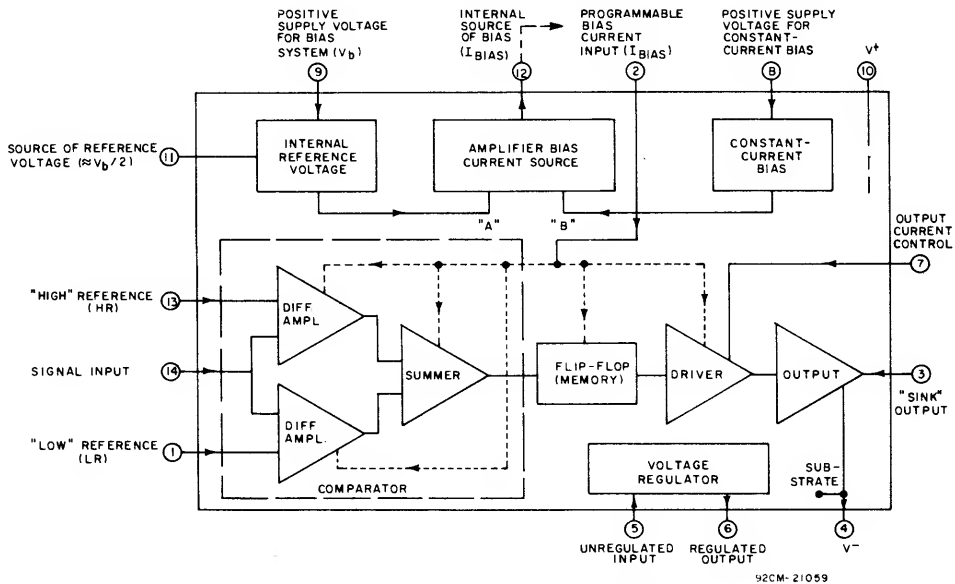 POSITIVE
SUPPLY VOLTAGE
FOR BIAS
SYSTEM (Vb)
9
INTERNAL
SOURCE
OF BIAS
(IBIAS)
12
PROGRAMMABLE
BIAS
CURRENT
INPUT (IBIAS)
2
POSITIVE SUPPLY
VOLTAGE FOR
CONSTANT-
CURRENT BIAS
8
V+
10
SOURCE OF REFERENCE
VOLTAGE (≈Vb/2)
11
INTERNAL
REFERENCE
VOLTAGE
AMPLIFIER BIAS
CURRENT SOURCE
CONSTANT-
CURRENT
BIAS
"A"
"B"
OUTPUT
CURRENT
CONTROL
7
"HIGH" REFERENCE
(HR)
13
DIFF.
AMPL
SIGNAL INPUT
14
SUMMER
FLIP-FLOP
(MEMORY)
DRIVER
OUTPUT
3
"SINK"
OUTPUT
"LOW" REFERENCE
(LR)
1
DIFF
AMPL.
COMPARATOR
VOLTAGE
REGULATOR
SUB-
STRATE
5
UNREGULATED
INPUT
6
REGULATED
OUTPUT
4
V-
92CM-21059